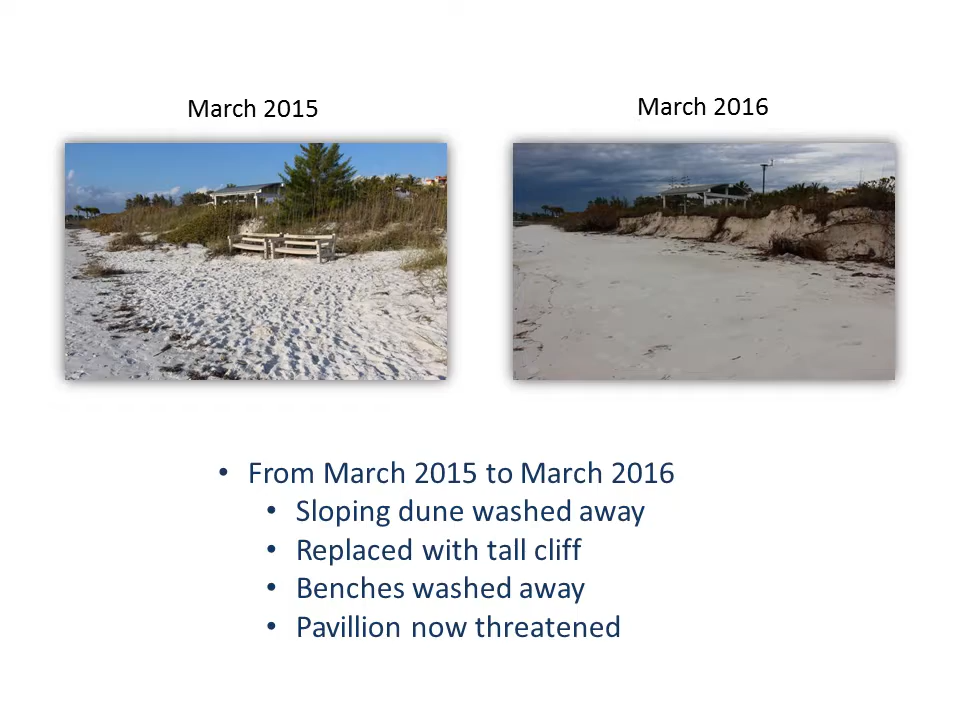 March 2015
March 2016
• From March 2015 to March 2016
• Sloping dune washed away
• Replaced with tall cliff
• Benches washed away
• Pavillion now threatened